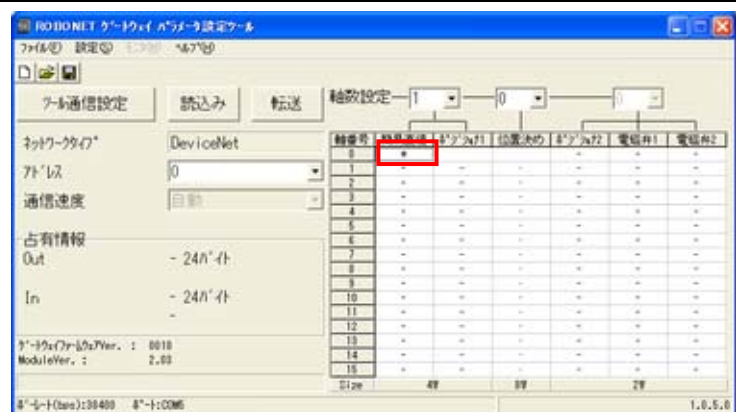 ROBONET ｹﾞｰﾄｳｪｲ ﾊﾟﾗﾒｰﾀ設定ﾂｰﾙ
ﾌｧｲﾙ(F) 設定(S) ﾍﾙﾌﾟ(H)
ﾂｰﾙ通信設定 読込み 転送
軸数設定 1 0 0
ﾈｯﾄﾜｰｸﾀｲﾌﾟ DeviceNet
ｱﾄﾞﾚｽ 0
通信速度 自動
占有情報
Out - 24ﾊﾞｲﾄ
In - 24ﾊﾞｲﾄ
-
ｹﾞｰﾄｳｪｲﾌｧｰﾑｳｪｱVer. : 0010
ModuleVer. : 2.03
軸番号 簡易直値 ﾎﾟｼﾞｼｮﾅ1 位置決め ﾎﾟｼﾞｼｮﾅ2 電磁弁1 電磁弁2
0
1
2
3
4
5
6
7
8
9
10
11
12
13
14
15
Size 4W 8W 2W
ﾎﾞｰﾚｰﾄ(bps):38400 ﾎﾟｰﾄ:COM5 1.0.5.0